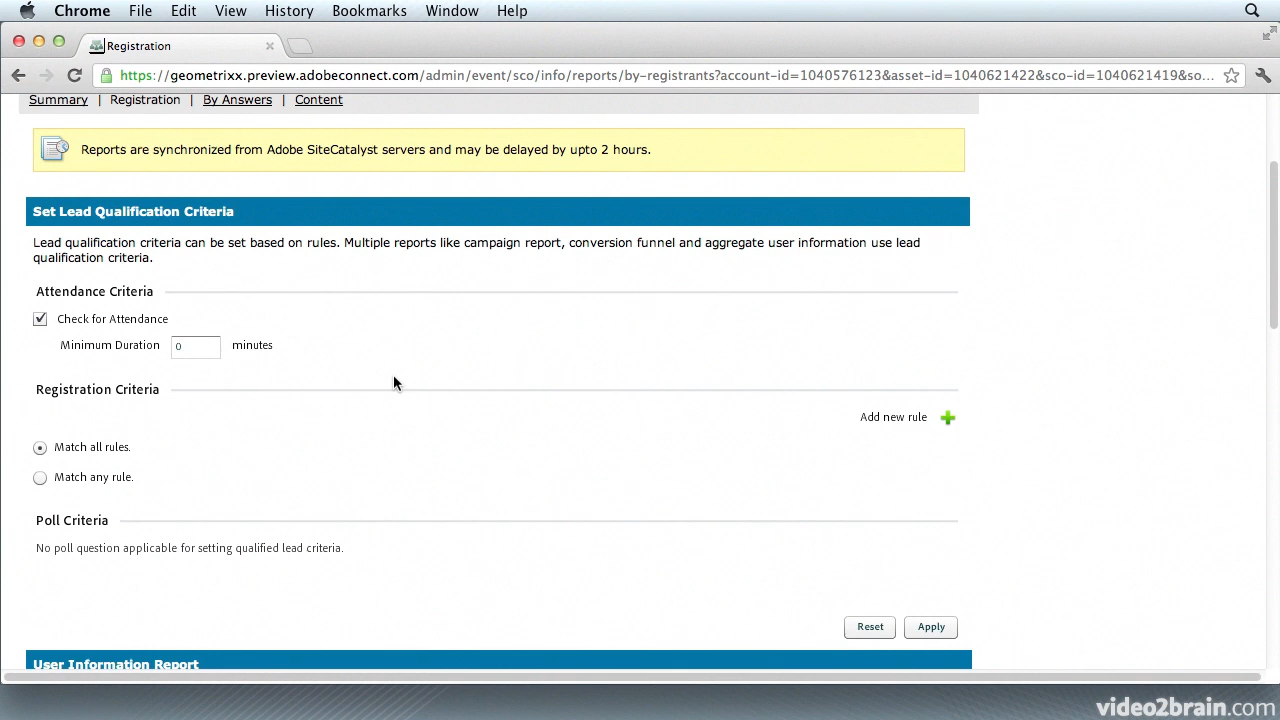 Chrome File Edit View History Bookmarks Window Help
Registration
https://geometrixx.preview.adobeconnect.com/admin/event/sco/info/reports/by-registrants?account-id=1040576123&asset-id=1040621422&sco-id=1040621419&so...
Summary | Registration | By Answers | Content
Reports are synchronized from Adobe SiteCatalyst servers and may be delayed by upto 2 hours.
Set Lead Qualification Criteria
Lead qualification criteria can be set based on rules. Multiple reports like campaign report, conversion funnel and aggregate user information use lead
qualification criteria.
Attendance Criteria
Check for Attendance
Minimum Duration 0 minutes
Registration Criteria
Add new rule
Match all rules.
Match any rule.
Poll Criteria
No poll question applicable for setting qualified lead criteria.
Reset Apply
User Information Report
video2brain.com